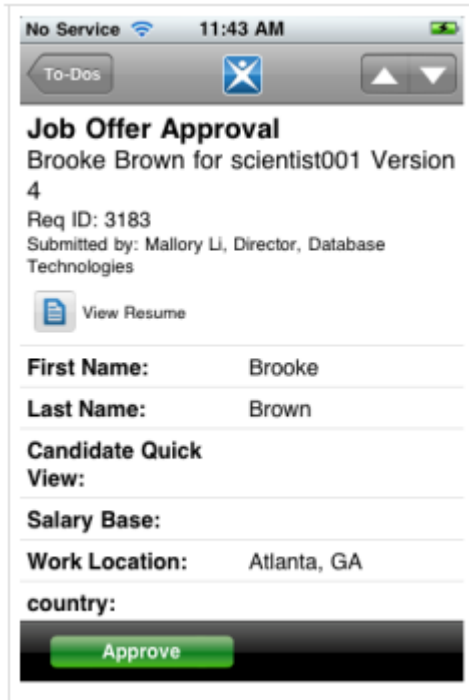 No Service 11:43 AM
To-Dos
Job Offer Approval
Brooke Brown for scientist001 Version
4
Req ID: 3183
Submitted by: Mallory Li, Director, Database
Technologies
View Resume
First Name: Brooke
Last Name: Brown
Candidate Quick
View:
Salary Base:
Work Location: Atlanta, GA
country:
Approve